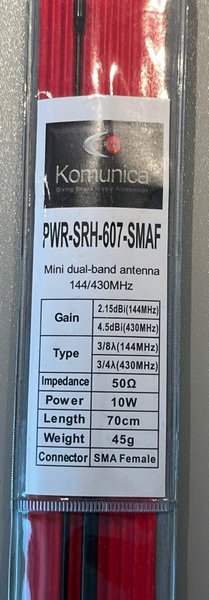 Komunica
Giving Shape to your Accessories
PWR-SRH-607-SMAF
Mini dual-band antenna
144/430MHz
Gain 2.15dBi(144MHz)
4.5dBi(430MHz)
Type 3/8λ(144MHz)
3/4λ(430MHz)
Impedance 50Ω
Power 10W
Length 70cm
Weight 45g
Connector SMA Female